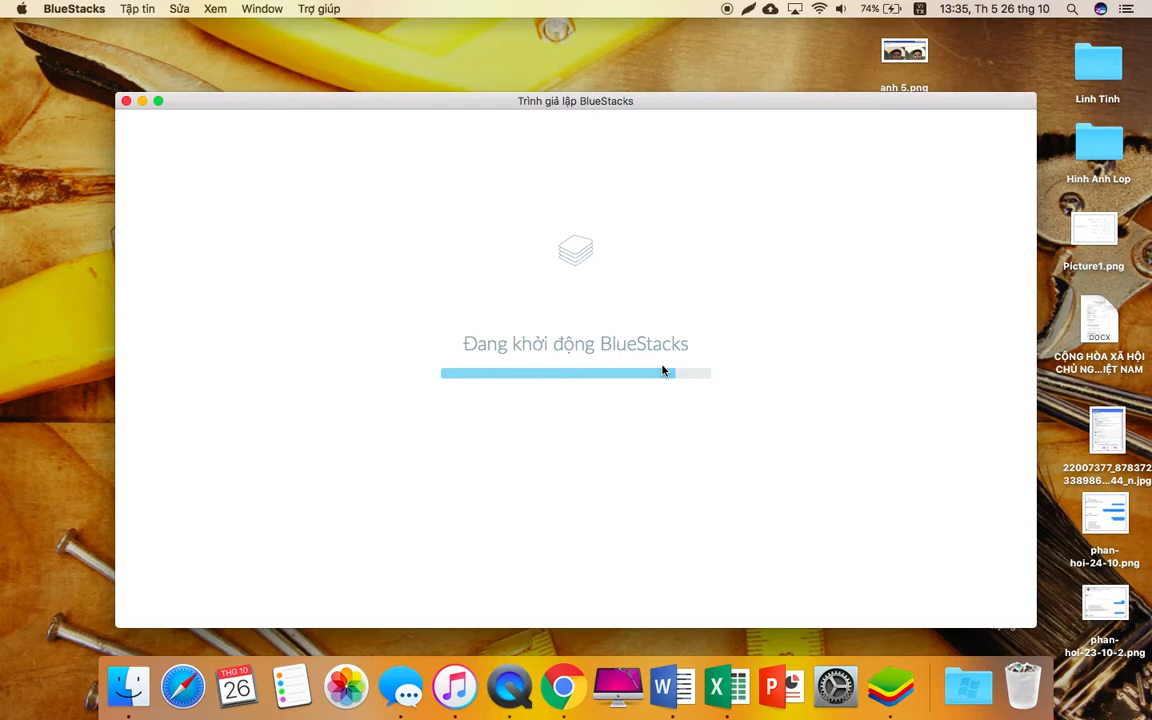 BlueStacks Tập tin Sửa Xem Window Trợ giúp 74% VI TX 13:35, Th 5 26 thg 10
anh 5.png
Linh Tinh
Trình giả lập BlueStacks
Hinh Anh Lop
Picture1.png
Đang khởi động BlueStacks
DOCX
CỘNG HÒA XÃ HỘI
CHỦ NG...IỆT NAM
22007377_878372
338986...44_n.jpg
phan-
hoi-24-10.png
phan-
hoi-23-10-2.png
THG 10
26
W
X
P